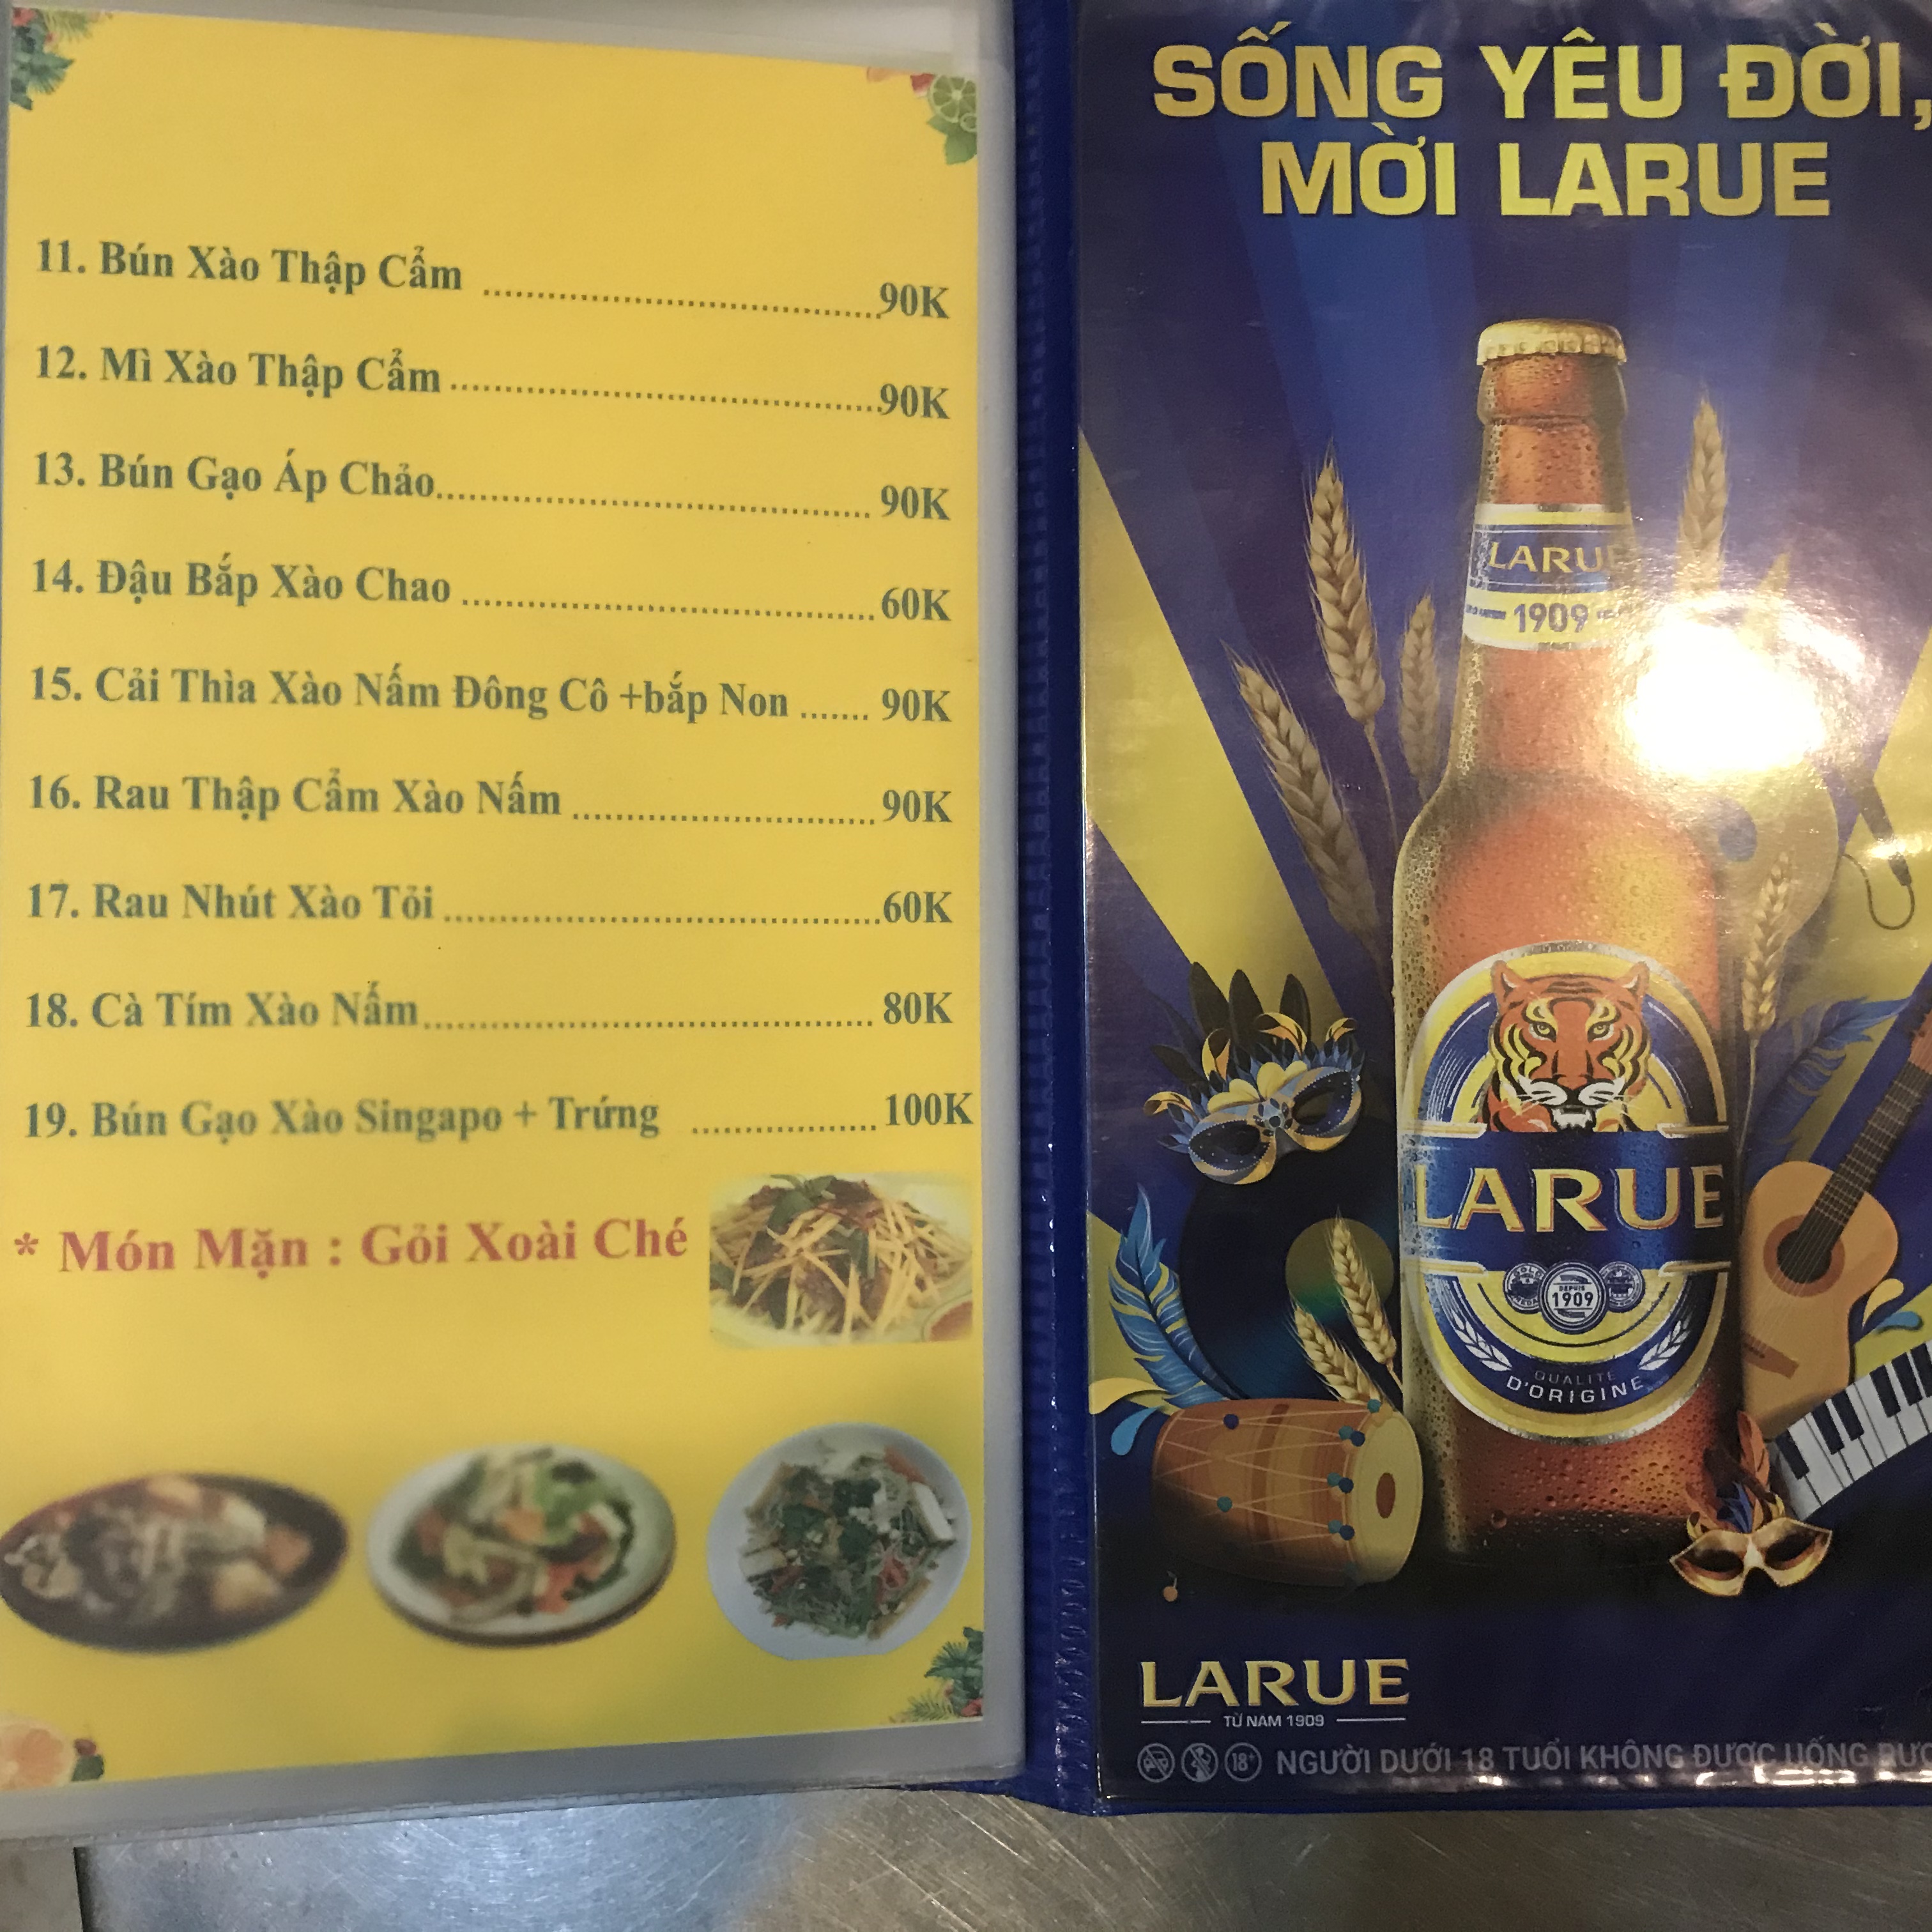 11. Bún Xào Thập Cẩm ........ 90K
12. Mì Xào Thập Cẩm ........ 90K
13. Bún Gạo Áp Chảo ........ 90K
14. Đậu Bắp Xào Chao ........ 60K
15. Cải Thìa Xào Nấm Đông Cô +bắp Non ....... 90K
16. Rau Thập Cẩm Xào Nấm ........ 90K
17. Rau Nhút Xào Tỏi ........ 60K
18. Cà Tím Xào Nấm ........ 80K
19. Bún Gạo Xào Singapo + Trứng ........ 100K
* Món Mặn : Gỏi Xoài Ché
SỐNG YÊU ĐỜI,
MỜI LARUE
LARUE
1909
LARUE
DEPUIS
1909
QUALITE
D'ORIGINE
LARUE
TỪ NĂM 1909
18+ NGƯỜI DƯỚI 18 TUỔI KHÔNG ĐƯỢC UỐNG